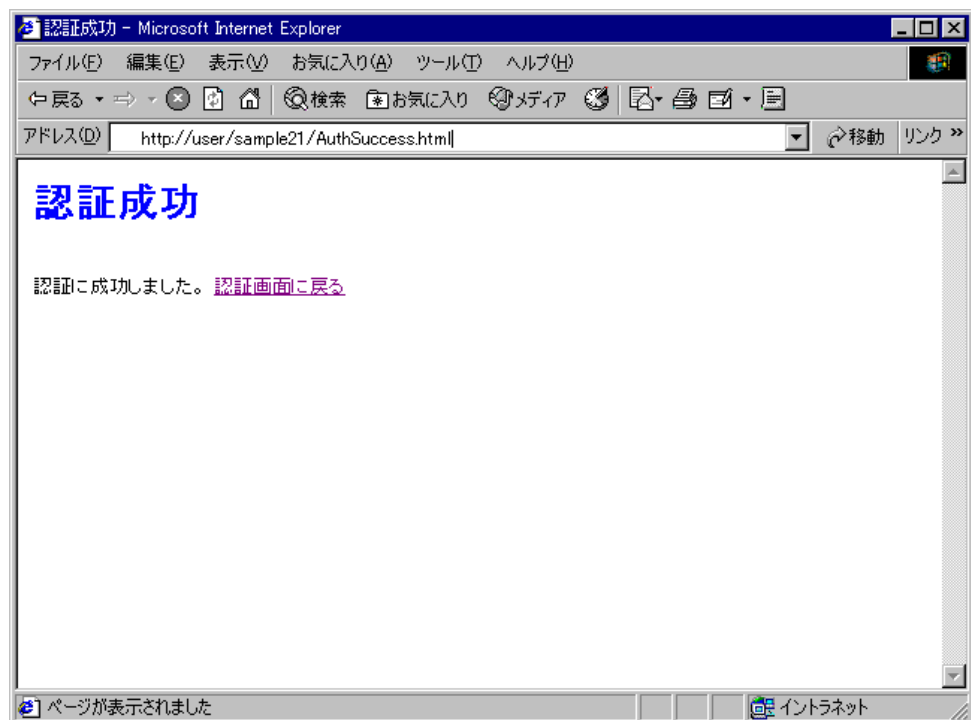 認証成功 - Microsoft Internet Explorer
ファイル(F) 編集(E) 表示(V) お気に入り(A) ツール(T) ヘルプ(H)
戻る 検索 お気に入り メディア
アドレス(D) http://user/sample21/AuthSuccess.html 移動 リンク »
認証成功
認証に成功しました。認証画面に戻る
ページが表示されました イントラネット